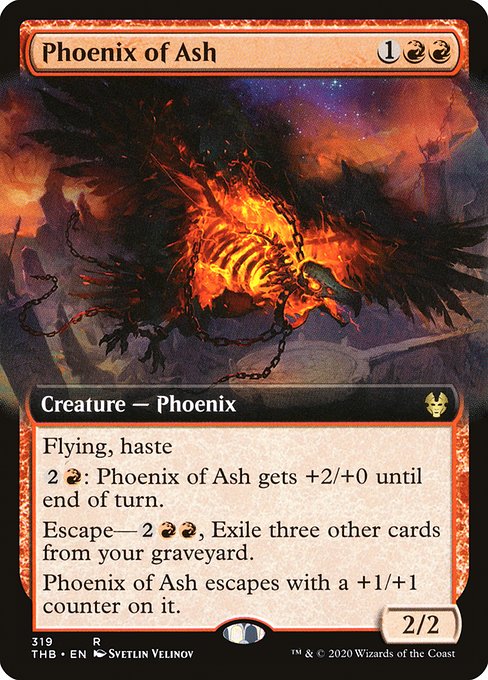 Phoenix of Ash 1
Creature — Phoenix
Flying, haste
2: Phoenix of Ash gets +2/+0 until
end of turn.
Escape—2, Exile three other cards
from your graveyard.
Phoenix of Ash escapes with a +1/+1
counter on it.
2/2
319 R
THB • EN Svetlin Velinov
™ & © 2020 Wizards of the Coast